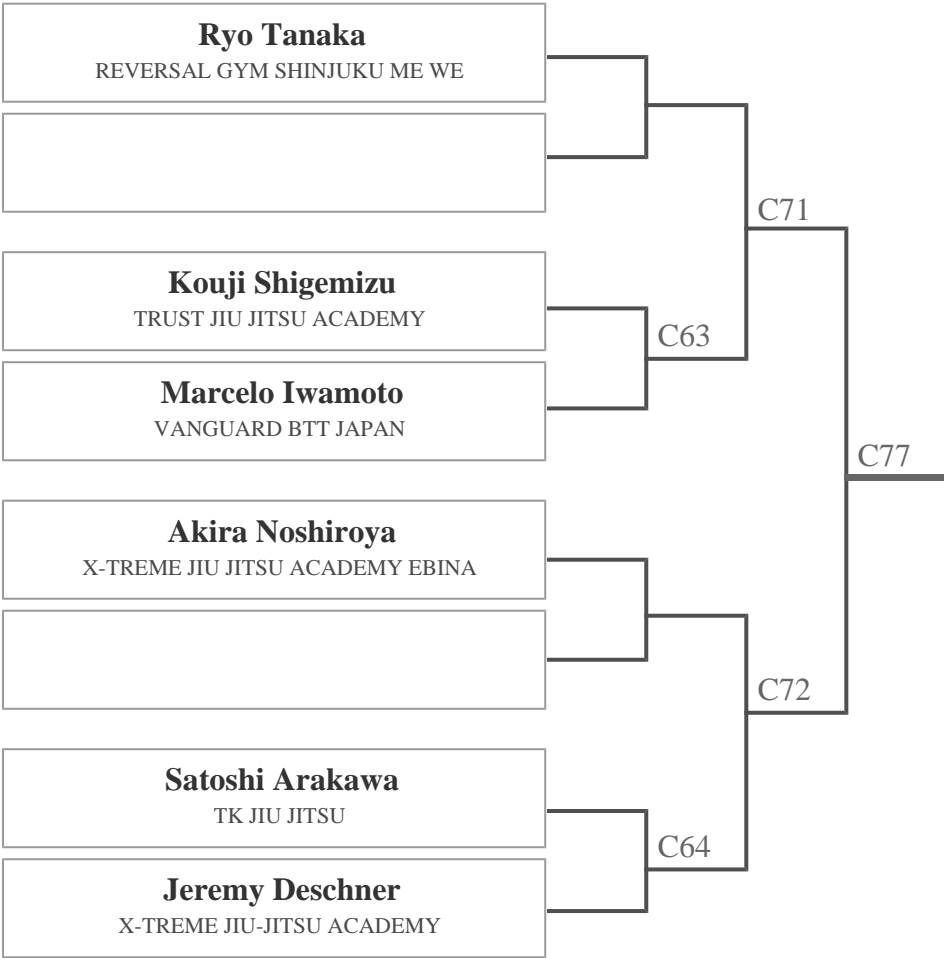 Ryo Tanaka
REVERSAL GYM SHINJUKU ME WE
C71
Kouji Shigemizu
TRUST JIU JITSU ACADEMY
C63
Marcelo Iwamoto
VANGUARD BTT JAPAN
C77
Akira Noshiroya
X-TREME JIU JITSU ACADEMY EBINA
C72
Satoshi Arakawa
TK JIU JITSU
C64
Jeremy Deschner
X-TREME JIU-JITSU ACADEMY